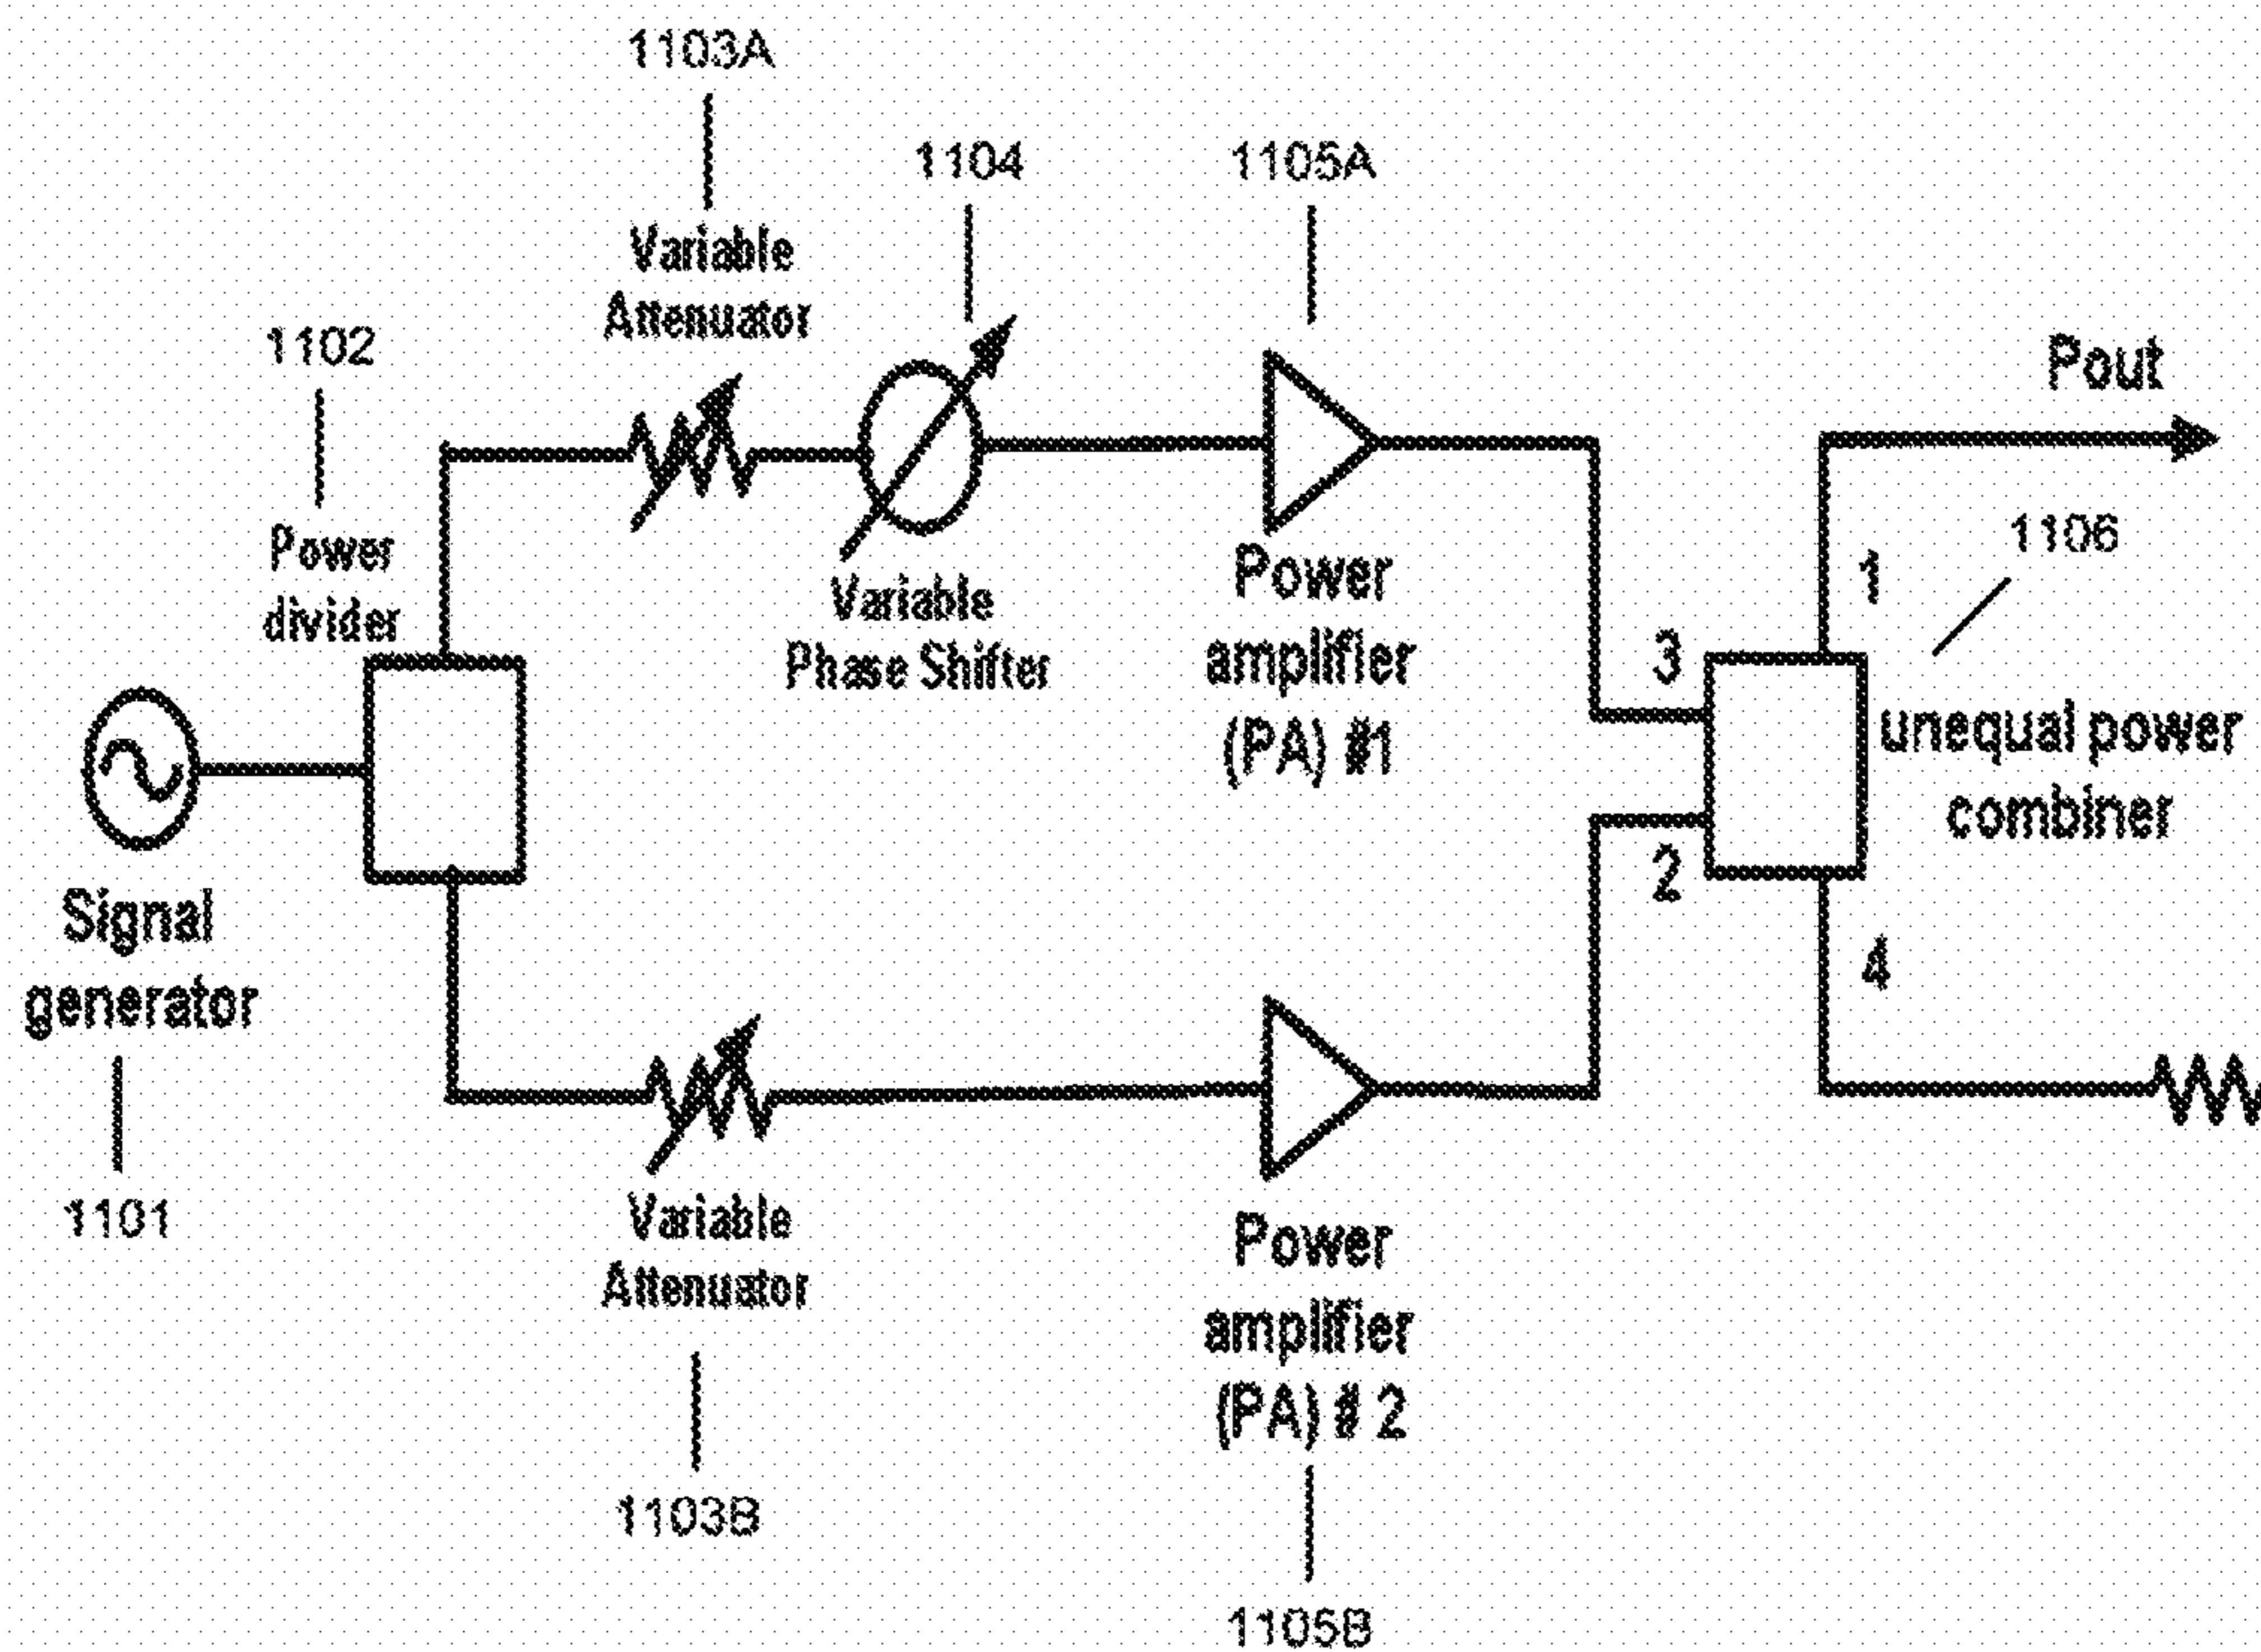 1103A
1104
1105A
Variable
Attenuator
1102
Pout
Power
divider
1106
1
Variable
Phase Shifter
Power
amplifier
(PA) #1
3
unequal power
combiner
2
4
Signal
generator
1101
Variable
Attenuator
Power
amplifier
(PA) # 2
1103B
1105B